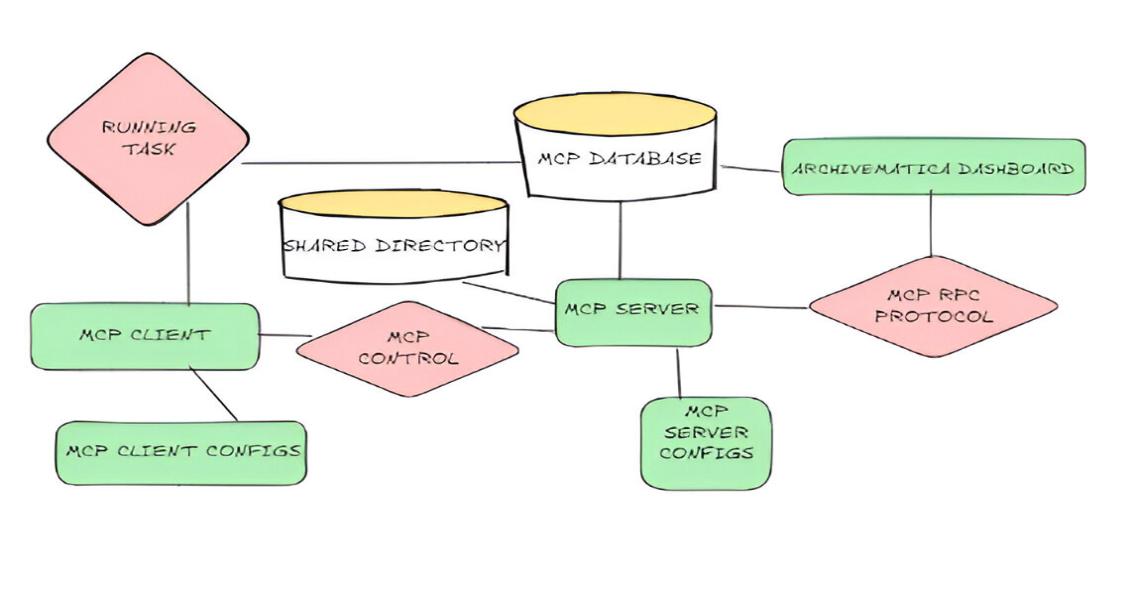 RUNNING
TASK
MCP DATABASE
ARCHIVEMATICA DASHBOARD
SHARED DIRECTORY
MCP SERVER
MCP RPC
PROTOCOL
MCP CLIENT
MCP
CONTROL
MCP CLIENT CONFIGS
MCP
SERVER
CONFIGS